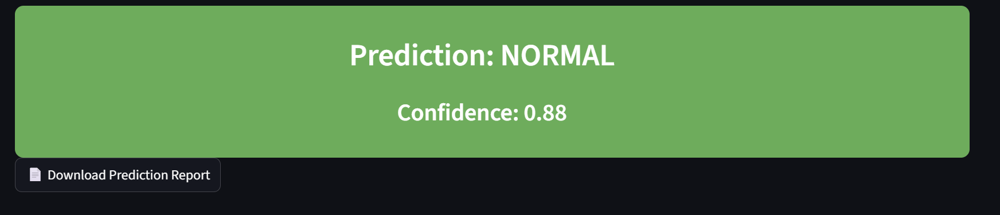 Prediction: NORMAL
Confidence: 0.88
Download Prediction Report